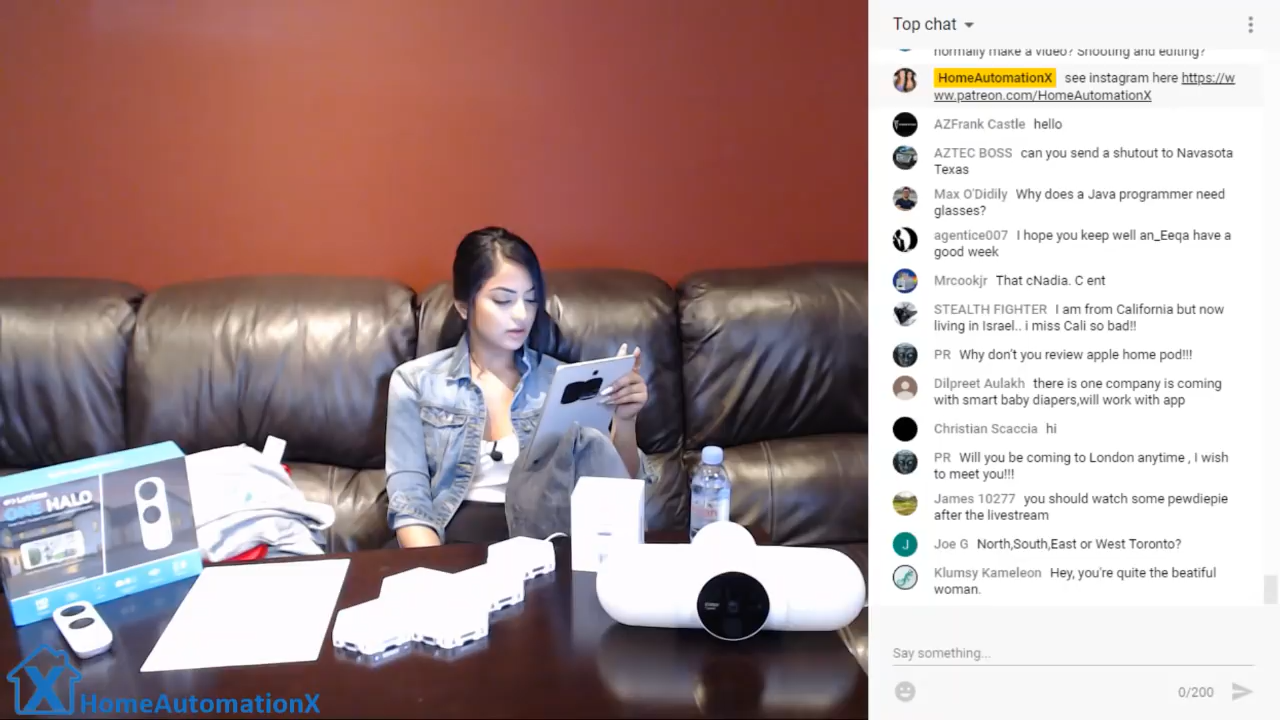 Top chat
normally make a video? Shooting and editing?
HomeAutomationX see instagram here https://w
ww.patreon.com/HomeAutomationX
AZFrank Castle hello
AZTEC BOSS can you send a shutout to Navasota
Texas
Max O'Didily Why does a Java programmer need
glasses?
agentice007 I hope you keep well an_Eeqa have a
good week
Mrcookjr That cNadia. C ent
STEALTH FIGHTER I am from California but now
living in Israel.. i miss Cali so bad!!
PR Why don't you review apple home pod!!!
Dilpreet Aulakh there is one company is coming
with smart baby diapers,will work with app
Christian Scaccia hi
PR Will you be coming to London anytime , I wish
to meet you!!!
James 10277 you should watch some pewdiepie
after the livestream
Joe G North,South,East or West Toronto?
J
Klumsy Kameleon Hey, you're quite the beatiful
woman.
Say something...
0/200
ONE HALO
X HomeAutomationX